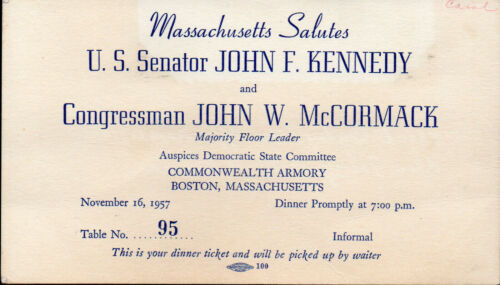 Carol
Massachusetts Salutes
U. S. Senator JOHN F. KENNEDY
and
Congressman JOHN W. McCORMACK
Majority Floor Leader
Auspices Democratic State Committee
COMMONWEALTH ARMORY
BOSTON, MASSACHUSETTS
November 16, 1957 Dinner Promptly at 7:00 p.m.
Table No. 95 Informal
This is your dinner ticket and will be picked up by waiter
100